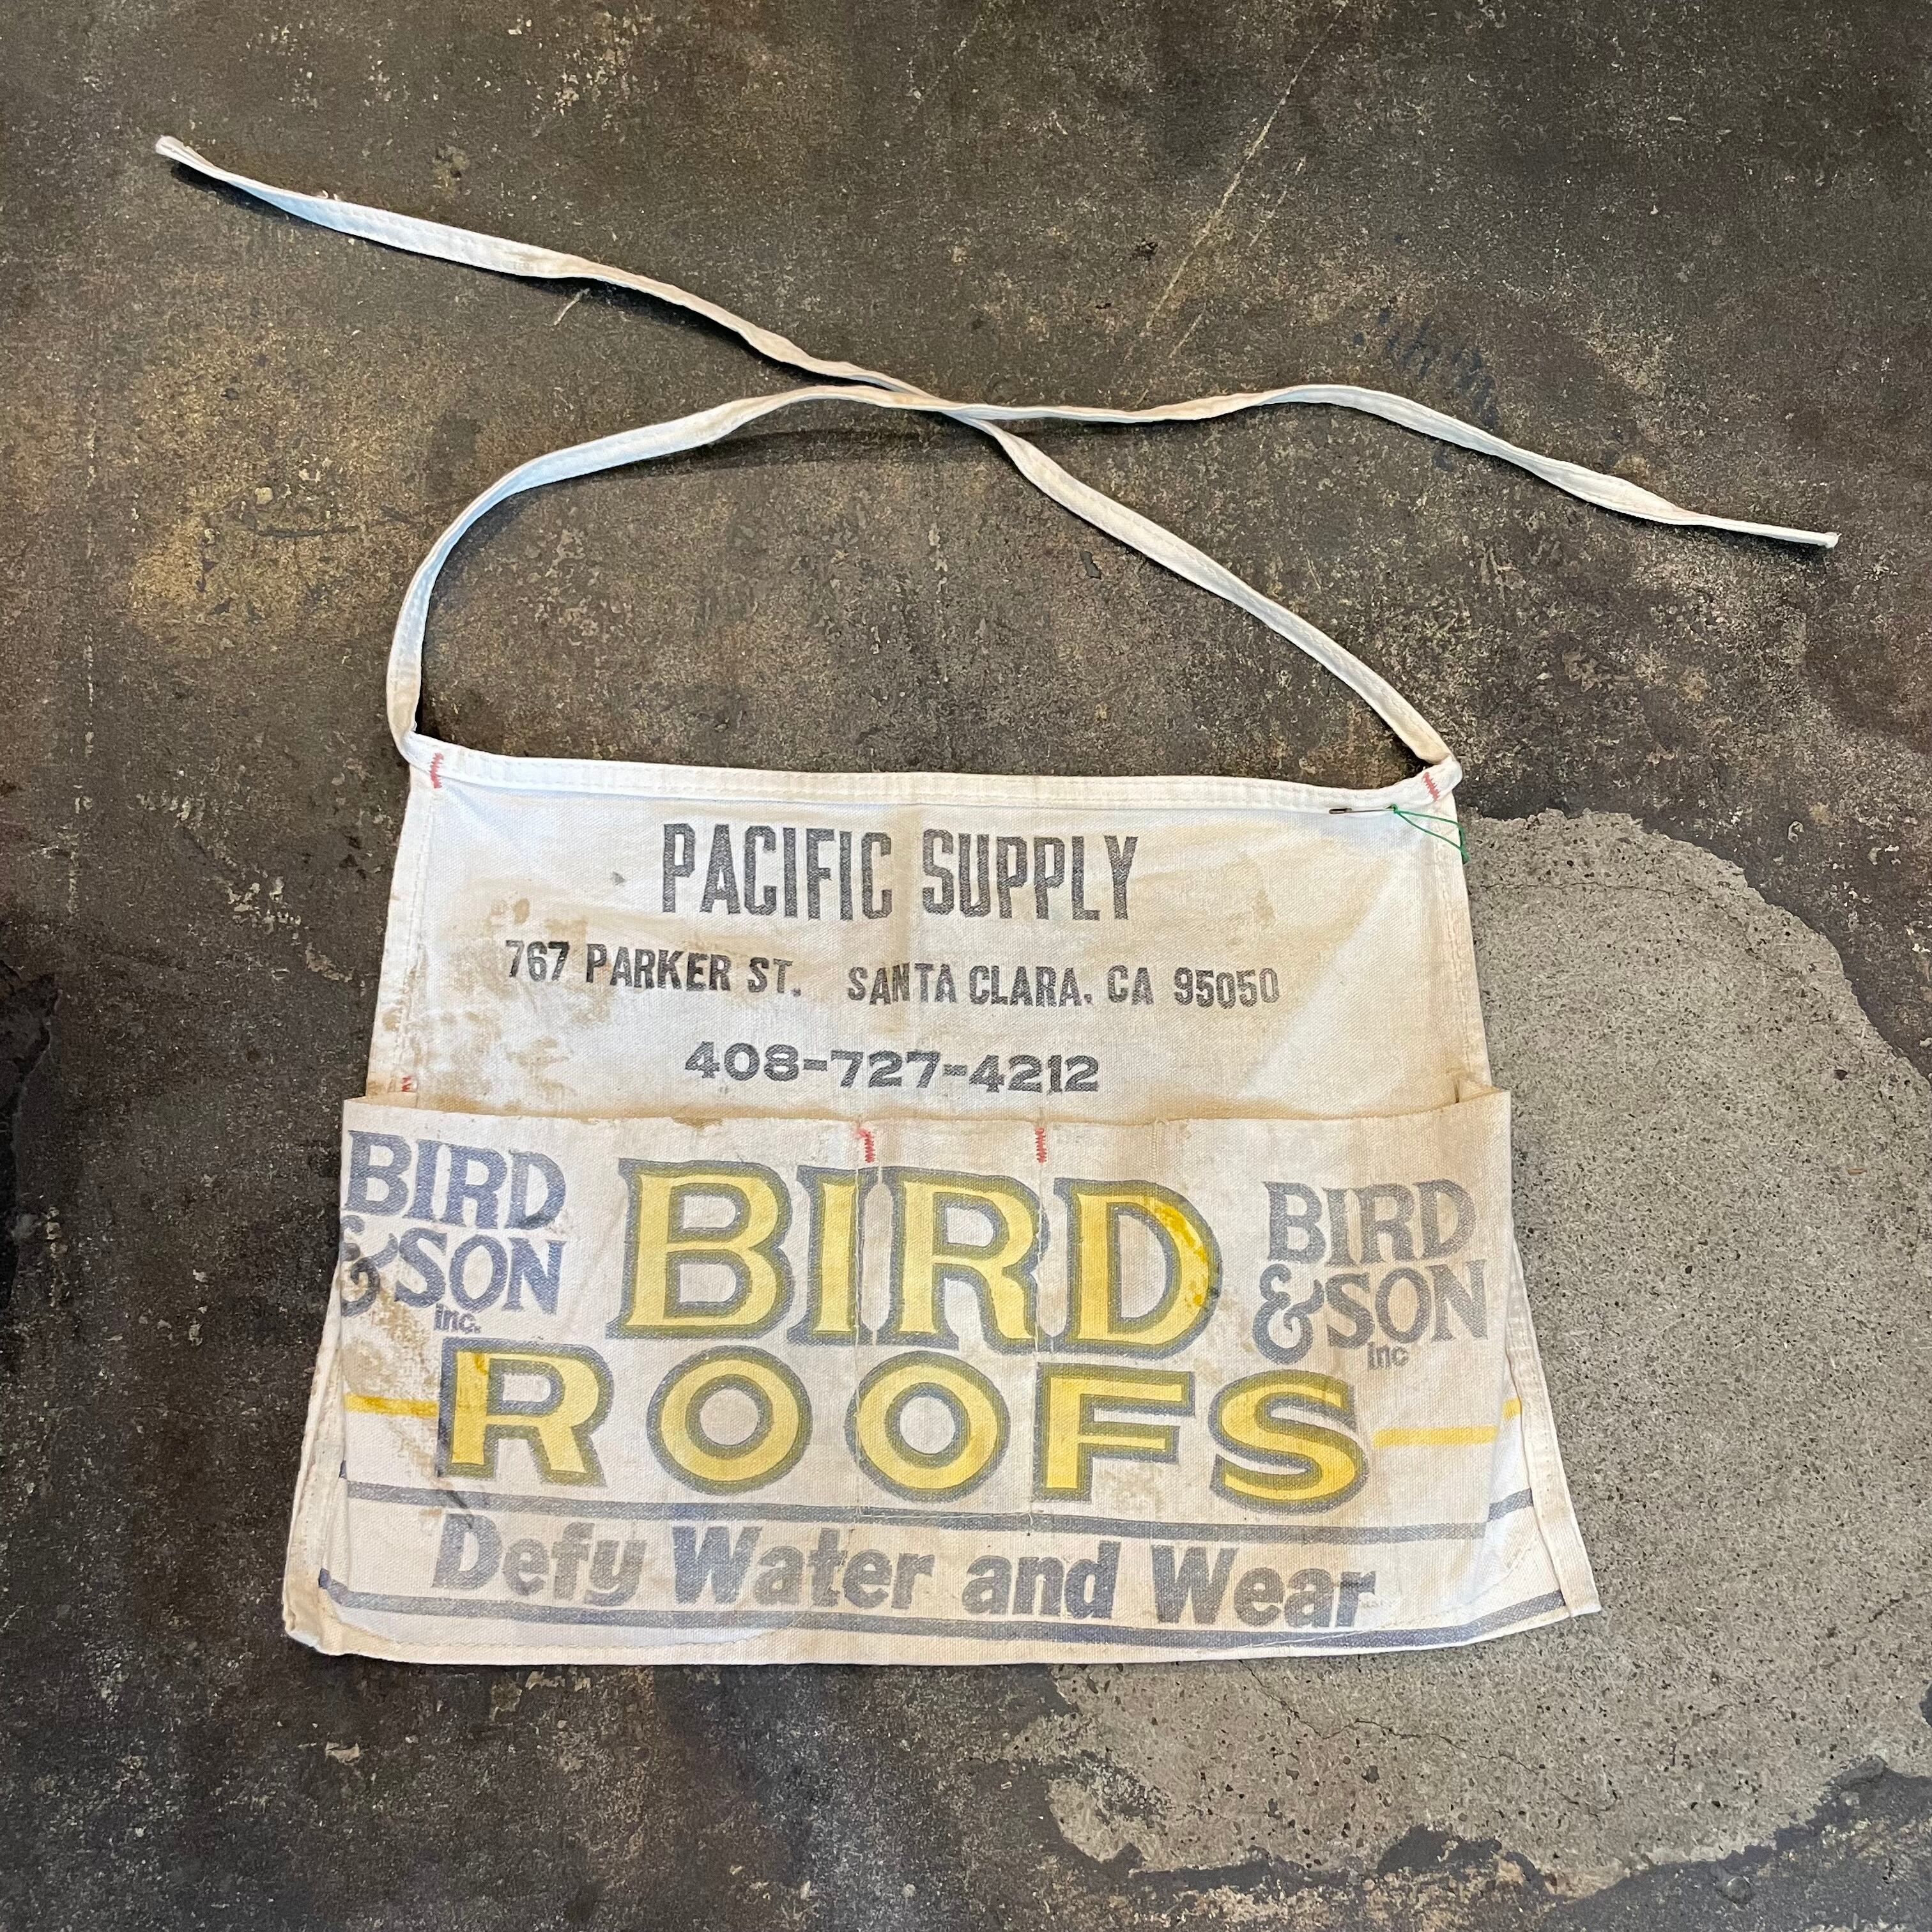 PACIFIC SUPPLY
767 PARKER ST. SANTA CLARA, CA 95050
408-727-4212
BIRD
& SON
Inc.
BIRD
BIRD
& SON
Inc
ROOFS
Defy Water and Wear